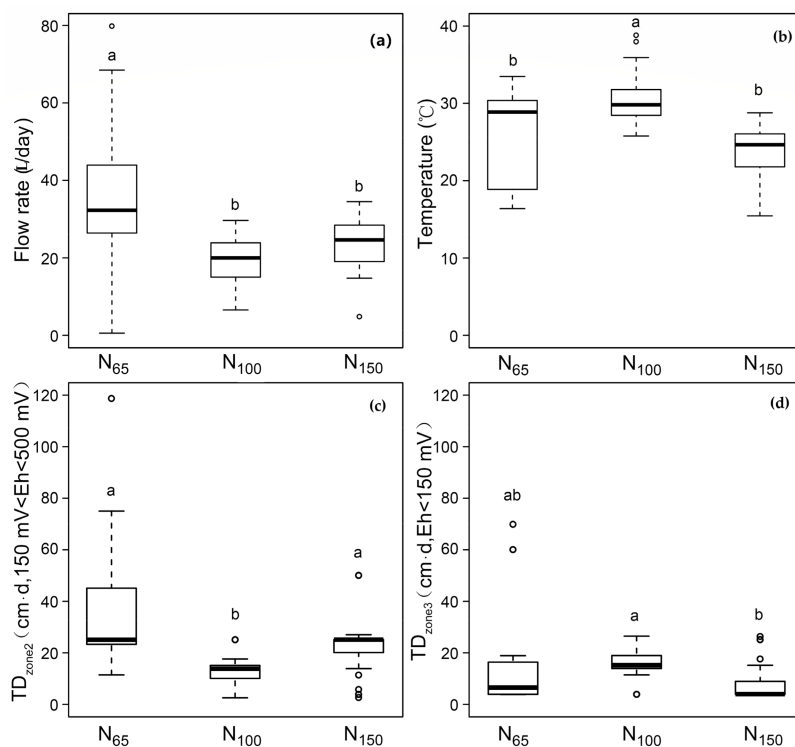 (a)
Flow rate (L/day)
80
60
40
20
0
a
b
b
N65
N100
N150
(b)
Temperature (℃)
40
30
20
10
0
b
a
b
N65
N100
N150
(c)
TDzone2 (cm·d,150 mV<Eh<500 mV)
120
100
80
60
40
20
0
a
b
a
N65
N100
N150
(d)
TDzone3 (cm·d,Eh<150 mV)
120
100
80
60
40
20
0
ab
a
b
N65
N100
N150